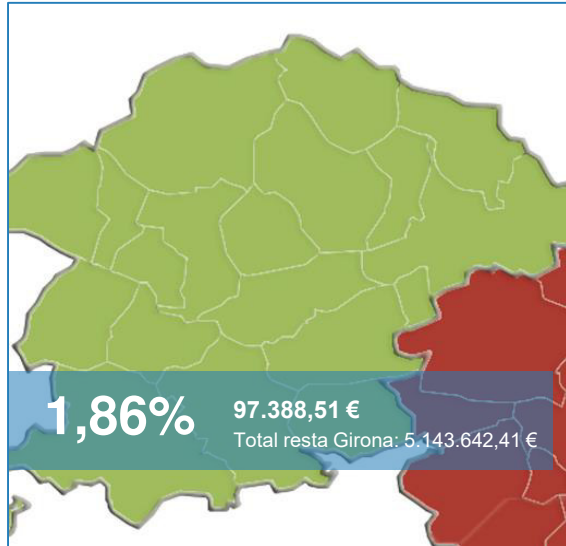 1,86%
97.388,51 €
Total resta Girona: 5.143.642,41 €